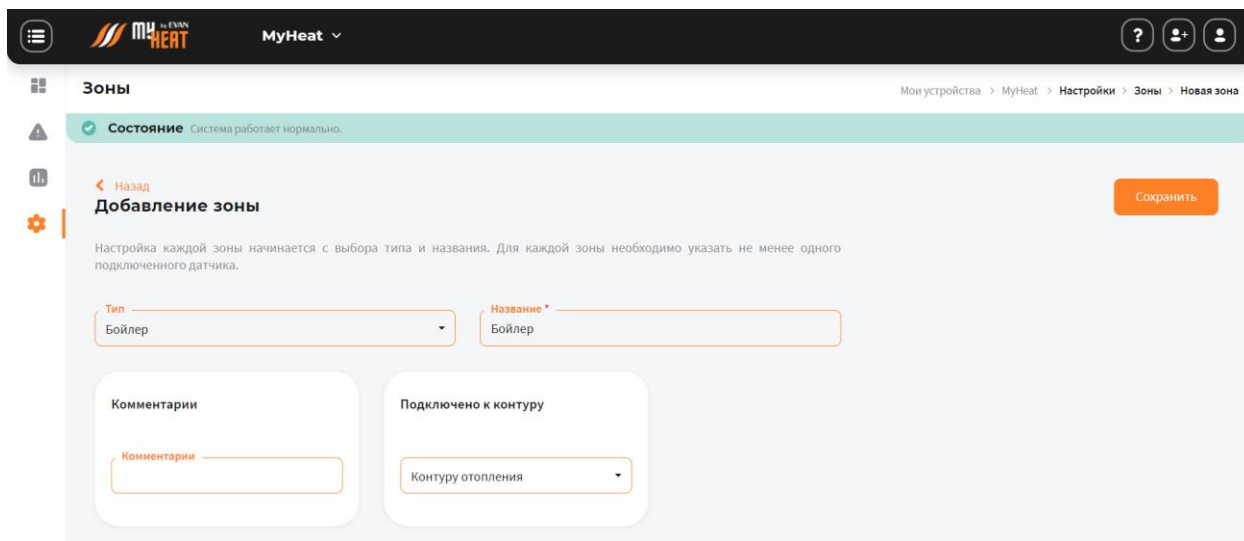 MY by EVAN HEAT
MyHeat
?
Зоны
Мои устройства > MyHeat > Настройки > Зоны > Новая зона
Состояние Система работает нормально.
Назад
Добавление зоны
Сохранить
Настройка каждой зоны начинается с выбора типа и названия. Для каждой зоны необходимо указать не менее одного
подключенного датчика.
Тип
Название *
Бойлер
Бойлер
Комментарии
Подключено к контуру
Комментарии
Контуру отопления